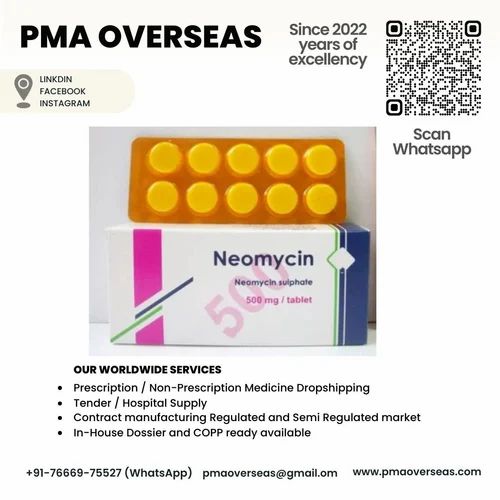 PMA OVERSEAS
Since 2022
years of
excellency
LINKDIN
FACEBOOK
INSTAGRAM
Scan
Whatsapp
Neomycin
Neomycin sulphate
500 mg / tablet
500
OUR WORLDWIDE SERVICES
• Prescription / Non-Prescription Medicine Dropshipping
• Tender / Hospital Supply
• Contract manufacturing Regulated and Semi Regulated market
• In-House Dossier and COPP ready available
+91-76669-75527 (WhatsApp) pmaoverseas@gmail.om www.pmaoverseas.com